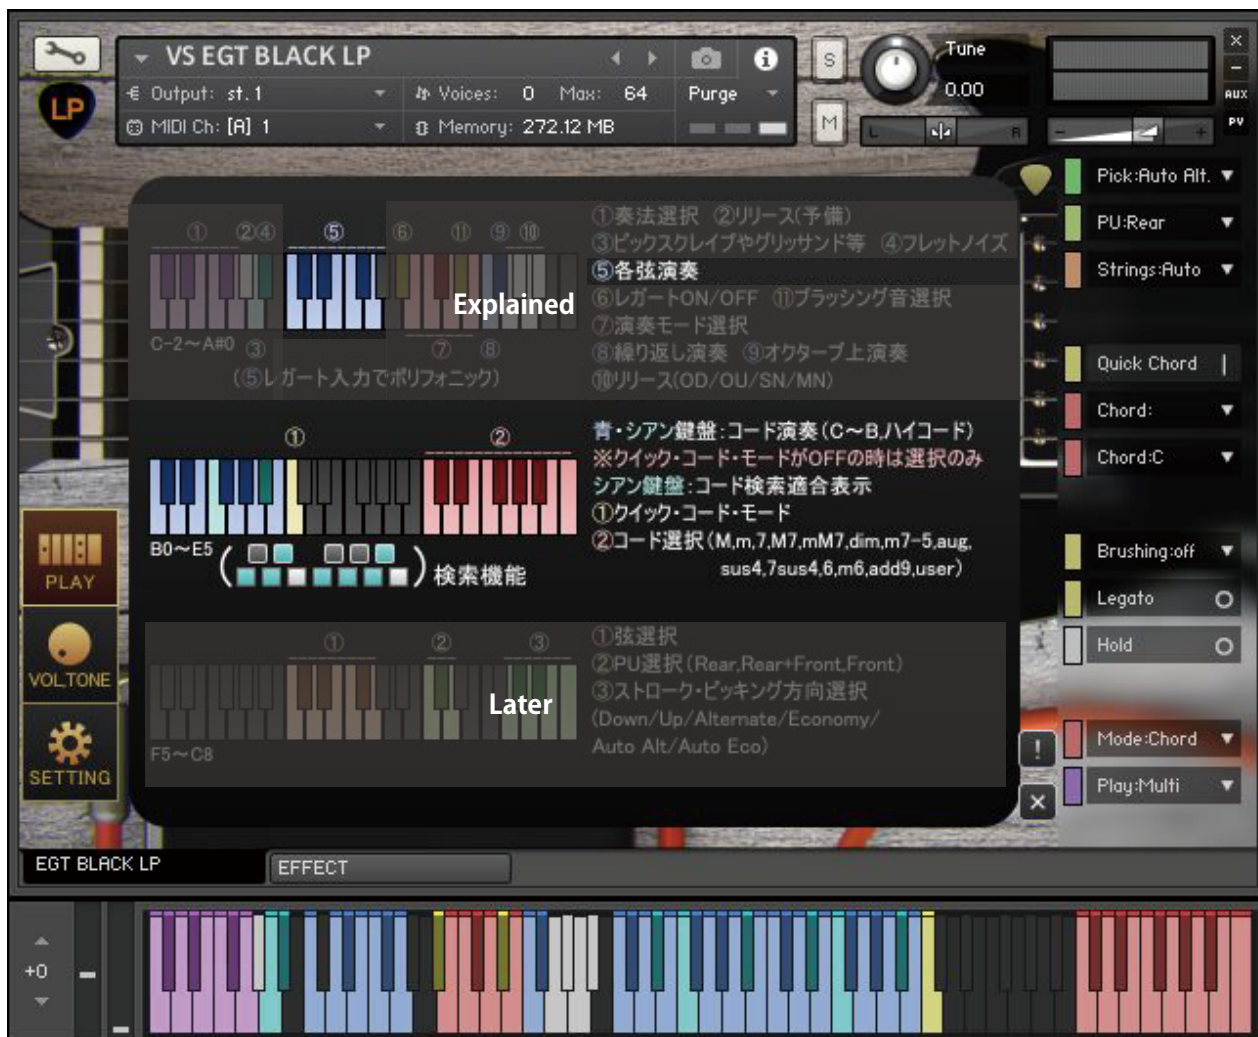 VS EGT BLACK LP
S
Tune
0.00
×
−
AUX
PV
LP
Output: st.1
Voices: 0 Max: 64
Purge
MIDI Ch: [A] 1
Memory: 272.12 MB
M
L
R
− +
Pick:Auto Alt.
PU:Rear
Strings:Auto
Quick Chord
Chord:
Chord:C
Brushing:off
Legato
Hold
Mode:Chord
Play:Multi
① ②④ ⑤ ⑥ ⑪ ⑨ ⑩
Explained
C-2～A#0 ③ ⑦ ⑧
(⑤レガート入力でポリフォニック)
①奏法選択 ②リリース(予備)
③ピックスクレイプやグリッサンド等 ④フレットノイズ
⑤各弦演奏
⑥レガートON/OFF ⑪ブラッシング音選択
⑦演奏モード選択
⑧繰り返し演奏 ⑨オクターブ上演奏
⑩リリース(OD/OU/SN/MN)
① ②
B0～E5
( )検索機能
青・シアン鍵盤:コード演奏(C～B,ハイコード)
※クイック・コード・モードがOFFの時は選択のみ
シアン鍵盤:コード検索適合表示
①クイック・コード・モード
②コード選択(M,m,7,M7,mM7,dim,m7-5,aug,
sus4,7sus4,6,m6,add9,user)
① ② ③
Later
F5～C8
①弦選択
②PU選択(Rear,Rear+Front,Front)
③ストローク・ピッキング方向選択
(Down/Up/Alternate/Economy/
Auto Alt/Auto Eco)
!
×
PLAY
VOL,TONE
SETTING
EGT BLACK LP
EFFECT
+0